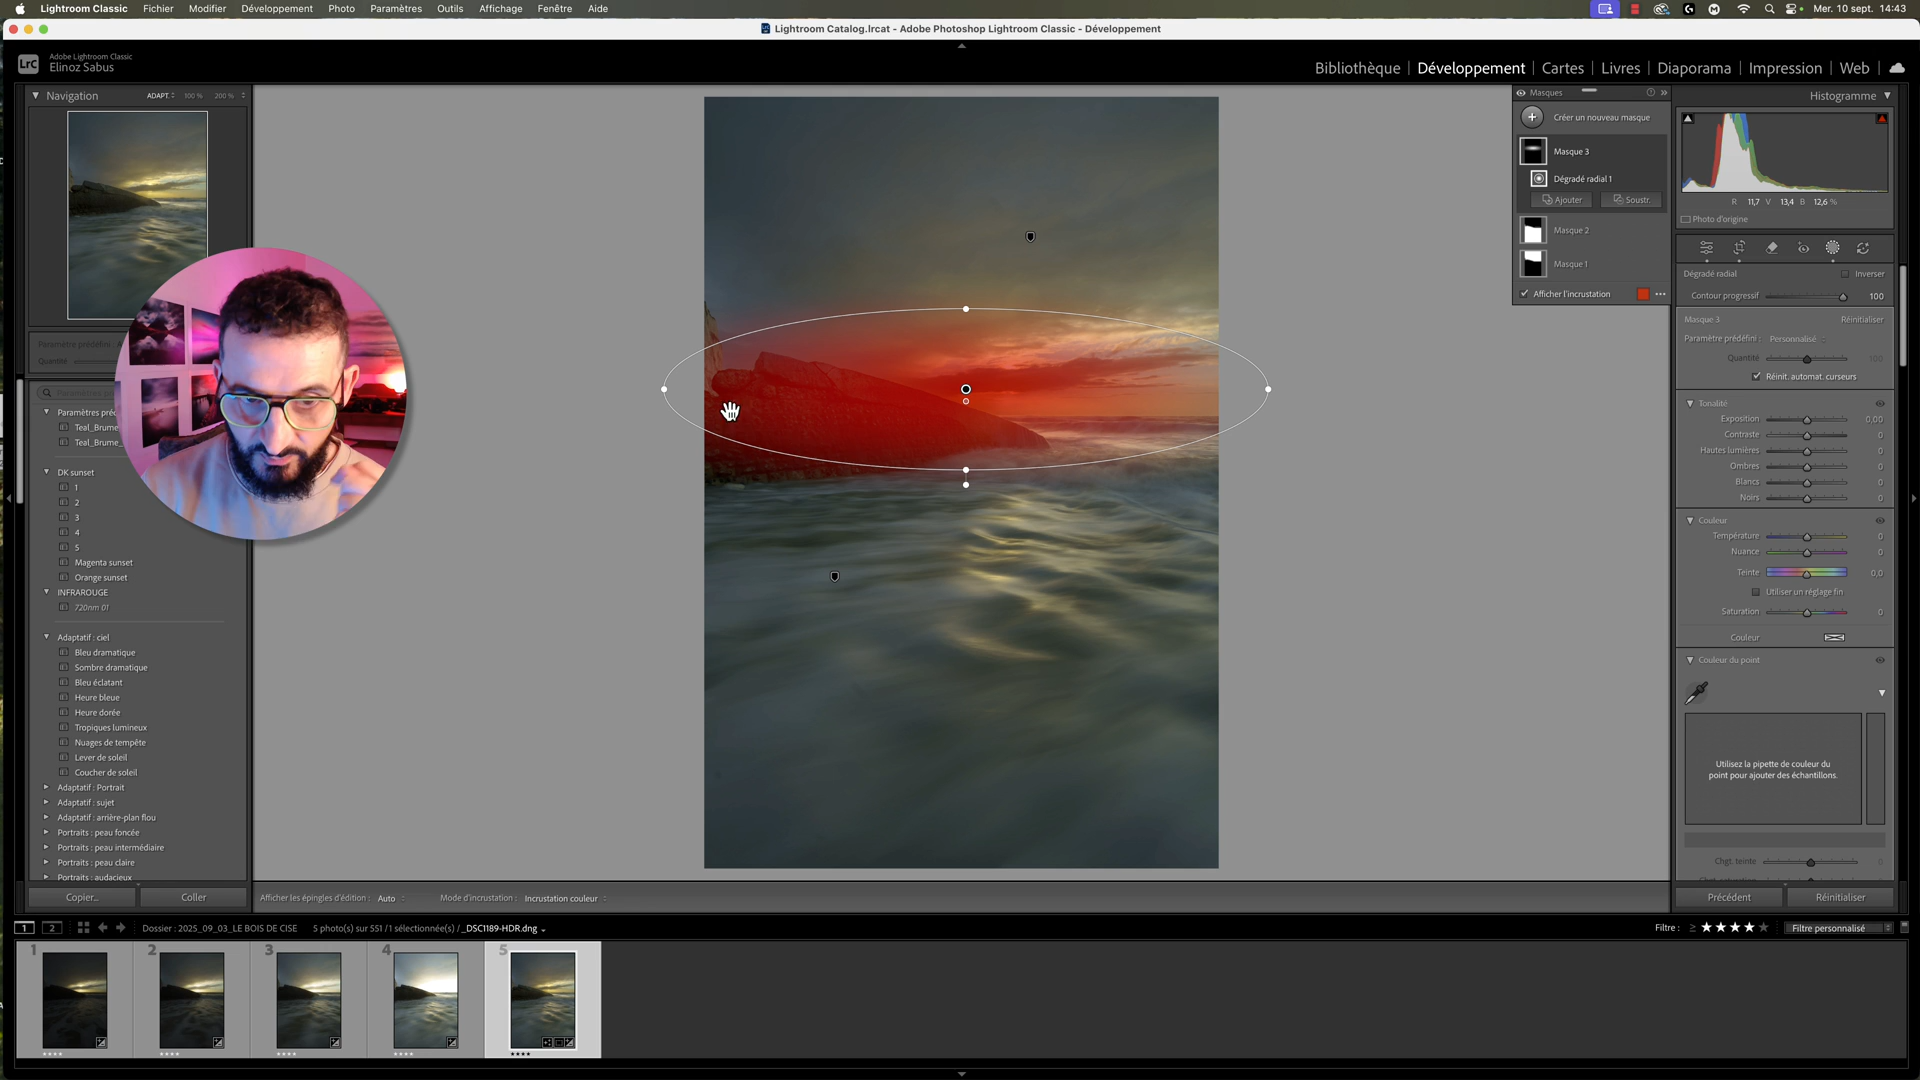 Lightroom Classic Fichier Modifier Développement Photo Paramètres Outils Affichage Fenêtre Aide Mer. 10 sept. 14:43
Lightroom Catalog.lrcat - Adobe Photoshop Lightroom Classic - Développement
LrC
Adobe Lightroom Classic
Elinoz Sabus
Bibliothèque | Développement | Cartes | Livres | Diaporama | Impression | Web
Navigation ADAPT. 100 % 200 %
Paramètre prédéfini :
Quantité
Teal_Brume_
Teal_Brume_
DK sunset
1
2
3
4
5
Magenta sunset
Orange sunset
INFRAROUGE
720nm 01
Adaptatif : ciel
Bleu dramatique
Sombre dramatique
Bleu éclatant
Heure bleue
Heure dorée
Tropiques lumineux
Nuages de tempête
Lever de soleil
Coucher de soleil
Adaptatif : Portrait
Adaptatif : sujet
Adaptatif : arrière-plan flou
Portraits : peau foncée
Portraits : peau intermédiaire
Portraits : peau claire
Portraits : audacieux
Copier... Coller
Masques
Créer un nouveau masque
Masque 3
Dégradé radial 1
Ajouter Soustr.
Masque 2
Masque 1
Afficher l'incrustation
Histogramme
R 11,7 V 13,4 B 12,6 %
Photo d'origine
Dégradé radial Inverser
Contour progressif 100
Masque 3 Réinitialiser
Paramètre prédéfini : Personnalisé
Quantité 100
Réinit. automat. curseurs
Tonalité
Exposition 0,00
Contraste 0
Hautes lumières 0
Ombres 0
Blancs 0
Noirs 0
Couleur
Température 0
Nuance 0
Teinte 0,0
Utiliser un réglage fin
Saturation 0
Couleur
Couleur du point
Utilisez la pipette de couleur du
point pour ajouter des échantillons.
Chgt. teinte 0
Précédent Réinitialiser
Afficher les épingles d'édition : Auto Mode d'incrustation : Incrustation couleur
1 2 Dossier : 2025_09_03_LE BOIS DE CISE 5 photo(s) sur 551 /1 sélectionnée(s) /_DSC1189-HDR.dng Filtre : ≥ ★★★★★ Filtre personnalisé
1 2 3 4 5